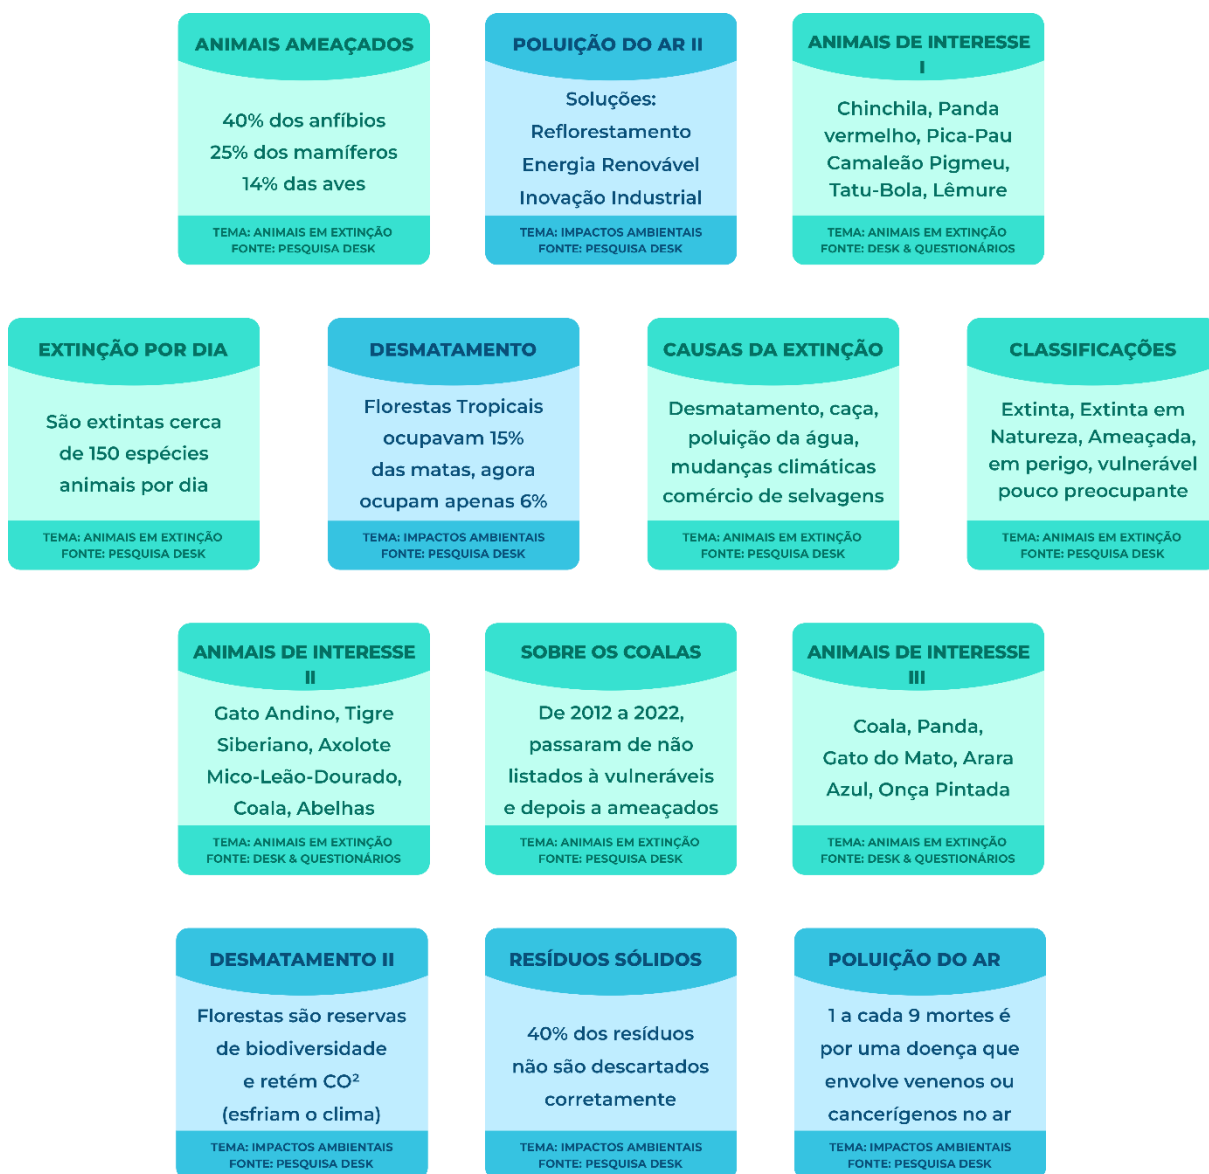 ANIMAIS AMEAÇADOS
40% dos anfíbios
25% dos mamíferos
14% das aves
TEMA: ANIMAIS EM EXTINÇÃO
FONTE: PESQUISA DESK
POLUIÇÃO DO AR II
Soluções:
Reflorestamento
Energia Renovável
Inovação Industrial
TEMA: IMPACTOS AMBIENTAIS
FONTE: PESQUISA DESK
ANIMAIS DE INTERESSE
I
Chinchila, Panda
vermelho, Pica-Pau
Camaleão Pigmeu,
Tatu-Bola, Lêmure
TEMA: ANIMAIS EM EXTINÇÃO
FONTE: DESK & QUESTIONÁRIOS
EXTINÇÃO POR DIA
São extintas cerca
de 150 espécies
animais por dia
TEMA: ANIMAIS EM EXTINÇÃO
FONTE: PESQUISA DESK
DESMATAMENTO
Florestas Tropicais
ocupavam 15%
das matas, agora
ocupam apenas 6%
TEMA: IMPACTOS AMBIENTAIS
FONTE: PESQUISA DESK
CAUSAS DA EXTINÇÃO
Desmatamento, caça,
poluição da água,
mudanças climáticas
comércio de selvagens
TEMA: ANIMAIS EM EXTINÇÃO
FONTE: PESQUISA DESK
CLASSIFICAÇÕES
Extinta, Extinta em
Natureza, Ameaçada,
em perigo, vulnerável
pouco preocupante
TEMA: ANIMAIS EM EXTINÇÃO
FONTE: PESQUISA DESK
ANIMAIS DE INTERESSE
II
Gato Andino, Tigre
Siberiano, Axolote
Mico-Leão-Dourado,
Coala, Abelhas
TEMA: ANIMAIS EM EXTINÇÃO
FONTE: DESK & QUESTIONÁRIOS
SOBRE OS COALAS
De 2012 a 2022,
passaram de não
listados à vulneráveis
e depois a ameaçados
TEMA: ANIMAIS EM EXTINÇÃO
FONTE: PESQUISA DESK
ANIMAIS DE INTERESSE
III
Coala, Panda,
Gato do Mato, Arara
Azul, Onça Pintada
TEMA: ANIMAIS EM EXTINÇÃO
FONTE: DESK & QUESTIONÁRIOS
DESMATAMENTO II
Florestas são reservas
de biodiversidade
e retém CO²
(esfriam o clima)
TEMA: IMPACTOS AMBIENTAIS
FONTE: PESQUISA DESK
RESÍDUOS SÓLIDOS
40% dos resíduos
não são descartados
corretamente
TEMA: IMPACTOS AMBIENTAIS
FONTE: PESQUISA DESK
POLUIÇÃO DO AR
1 a cada 9 mortes é
por uma doença que
envolve venenos ou
cancerígenos no ar
TEMA: IMPACTOS AMBIENTAIS
FONTE: PESQUISA DESK